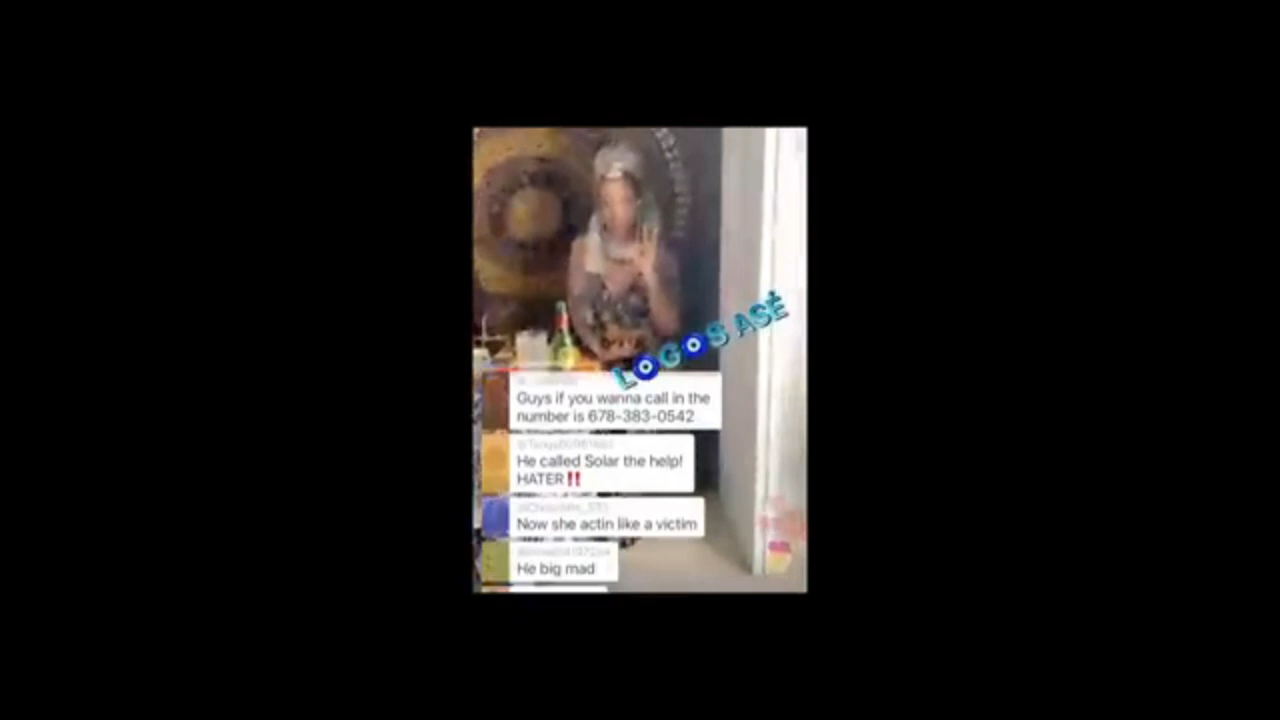 LOGOS ASÉ
Guys if you wanna call in the
number is 678-383-0542
He called Solar the help!
HATER‼️
Now she actin like a victim
He big mad